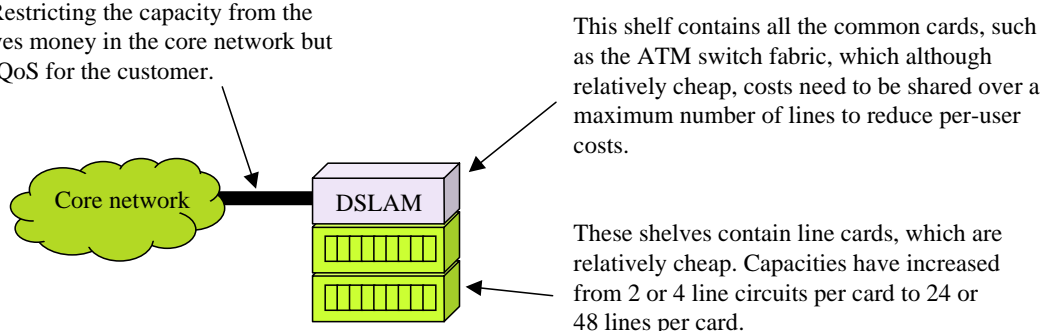 Restricting the capacity from the
es money in the core network but
QoS for the customer.
This shelf contains all the common cards, such
as the ATM switch fabric, which although
relatively cheap, costs need to be shared over a
maximum number of lines to reduce per-user
costs.
Core network
DSLAM
These shelves contain line cards, which are
relatively cheap. Capacities have increased
from 2 or 4 line circuits per card to 24 or
48 lines per card.